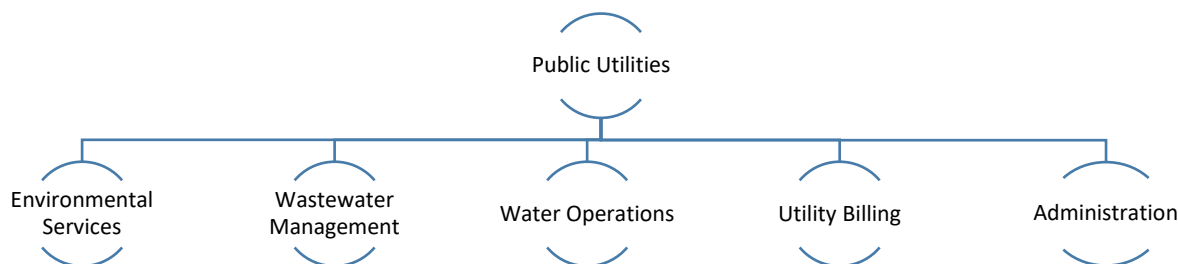 Public Utilities
Environmental
Services
Wastewater
Management
Water Operations
Utility Billing
Administration